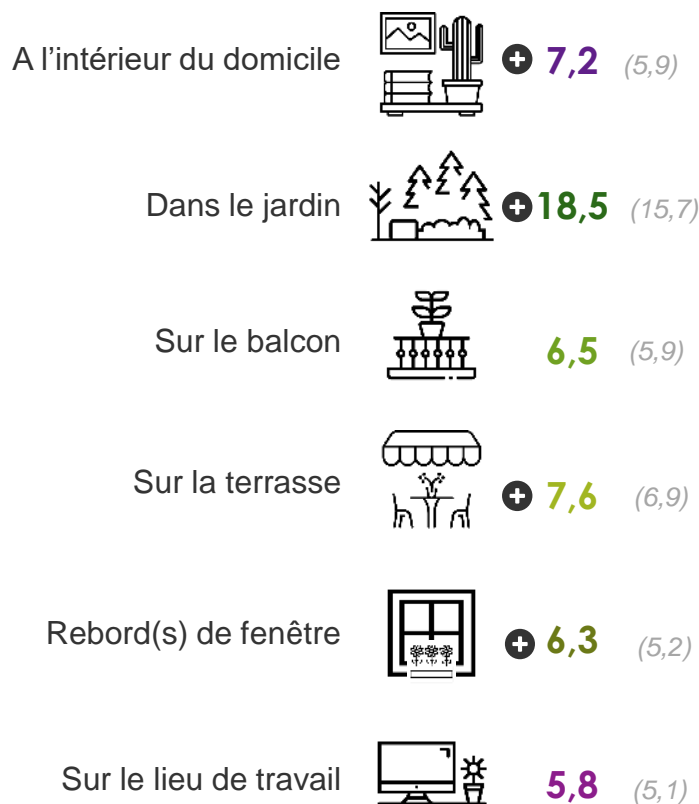 A l’intérieur du domicile + 7,2 (5,9)
Dans le jardin + 18,5 (15,7)
Sur le balcon 6,5 (5,9)
Sur la terrasse + 7,6 (6,9)
Rebord(s) de fenêtre + 6,3 (5,2)
Sur le lieu de travail 5,8 (5,1)